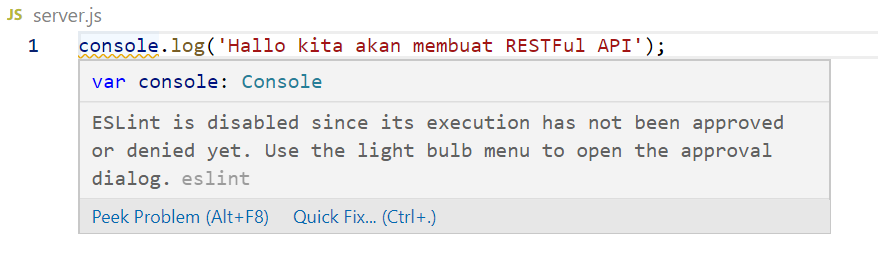 JS server.js
1 console.log('Hallo kita akan membuat RESTFul API');
var console: Console
ESLint is disabled since its execution has not been approved
or denied yet. Use the light bulb menu to open the approval
dialog. eslint
Peek Problem (Alt+F8) Quick Fix... (Ctrl+.)